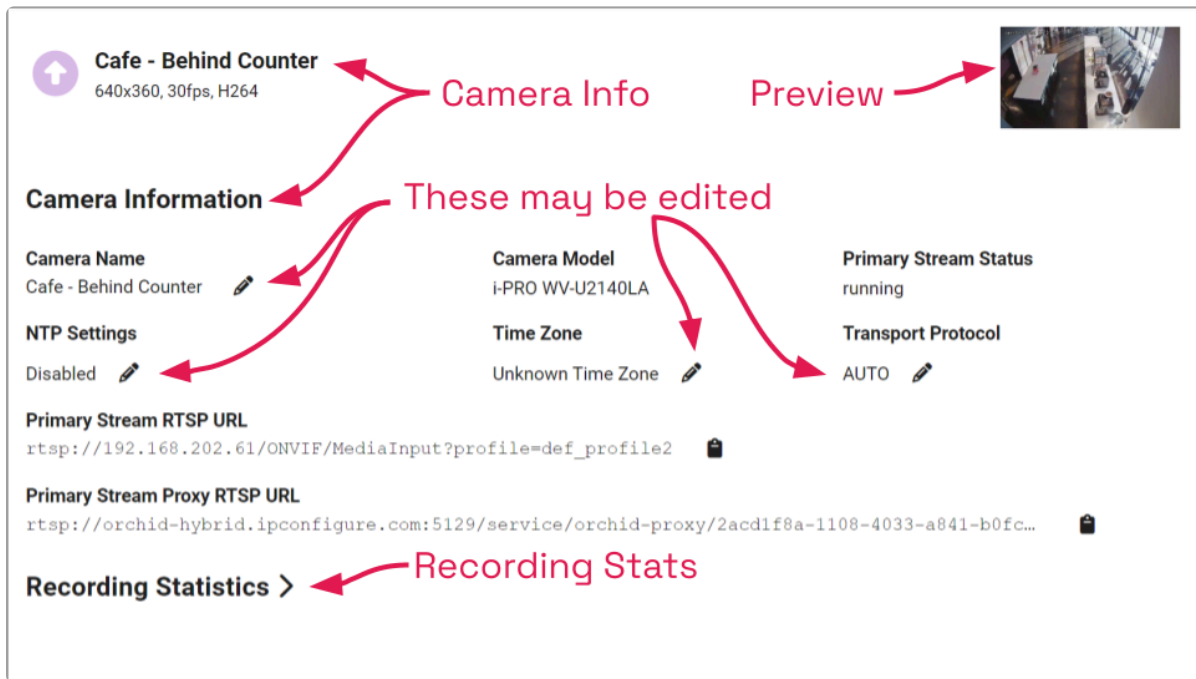 Cafe - Behind Counter
640x360, 30fps, H264
Camera Info
Preview
Camera Information
These may be edited
Camera Name
Camera Model
Primary Stream Status
Cafe - Behind Counter
i-PRO WV-U2140LA
running
NTP Settings
Time Zone
Transport Protocol
Disabled
Unknown Time Zone
AUTO
Primary Stream RTSP URL
rtsp://192.168.202.61/ONVIF/MediaInput?profile=def_profile2
Primary Stream Proxy RTSP URL
rtsp://orchid-hybrid.ipconfigure.com:5129/service/orchid-proxy/2acd1f8a-1108-4033-a841-b0fc…
Recording Statistics
Recording Stats